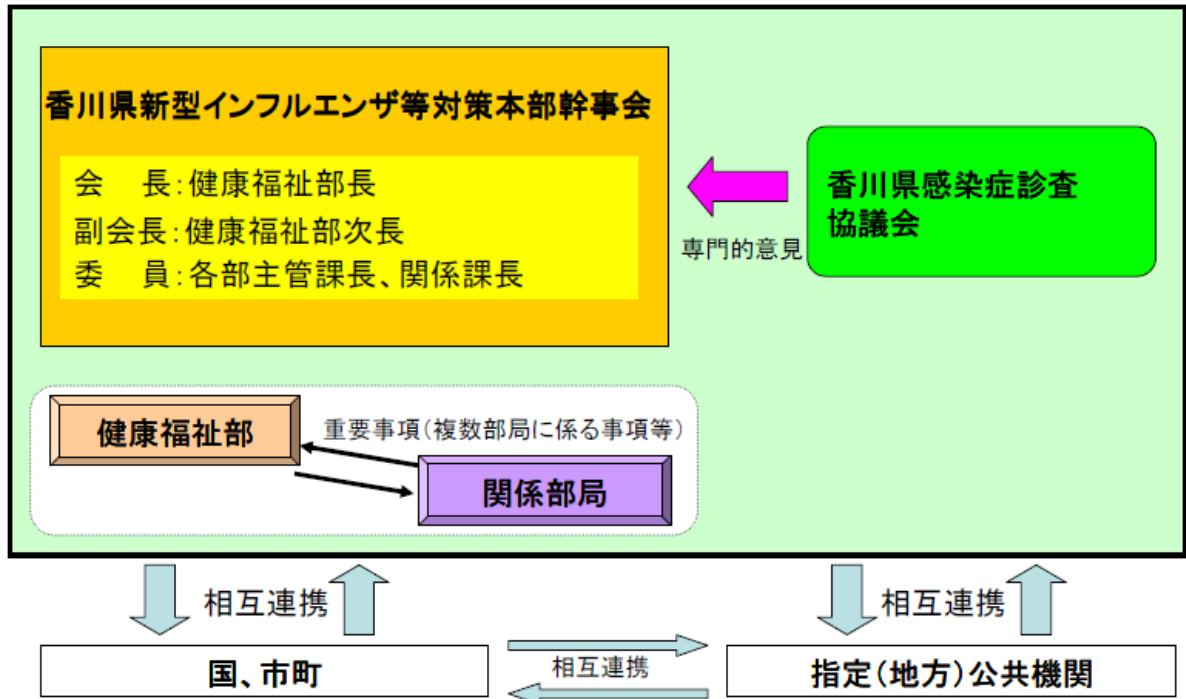 香川県新型インフルエンザ等対策本部幹事会
会　長：健康福祉部長
副会長：健康福祉部次長
委　員：各部主管課長、関係課長
専門的意見
香川県感染症診査
協議会
健康福祉部
重要事項（複数部局に係る事項等）
関係部局
相互連携
相互連携
国、市町
相互連携
指定（地方）公共機関